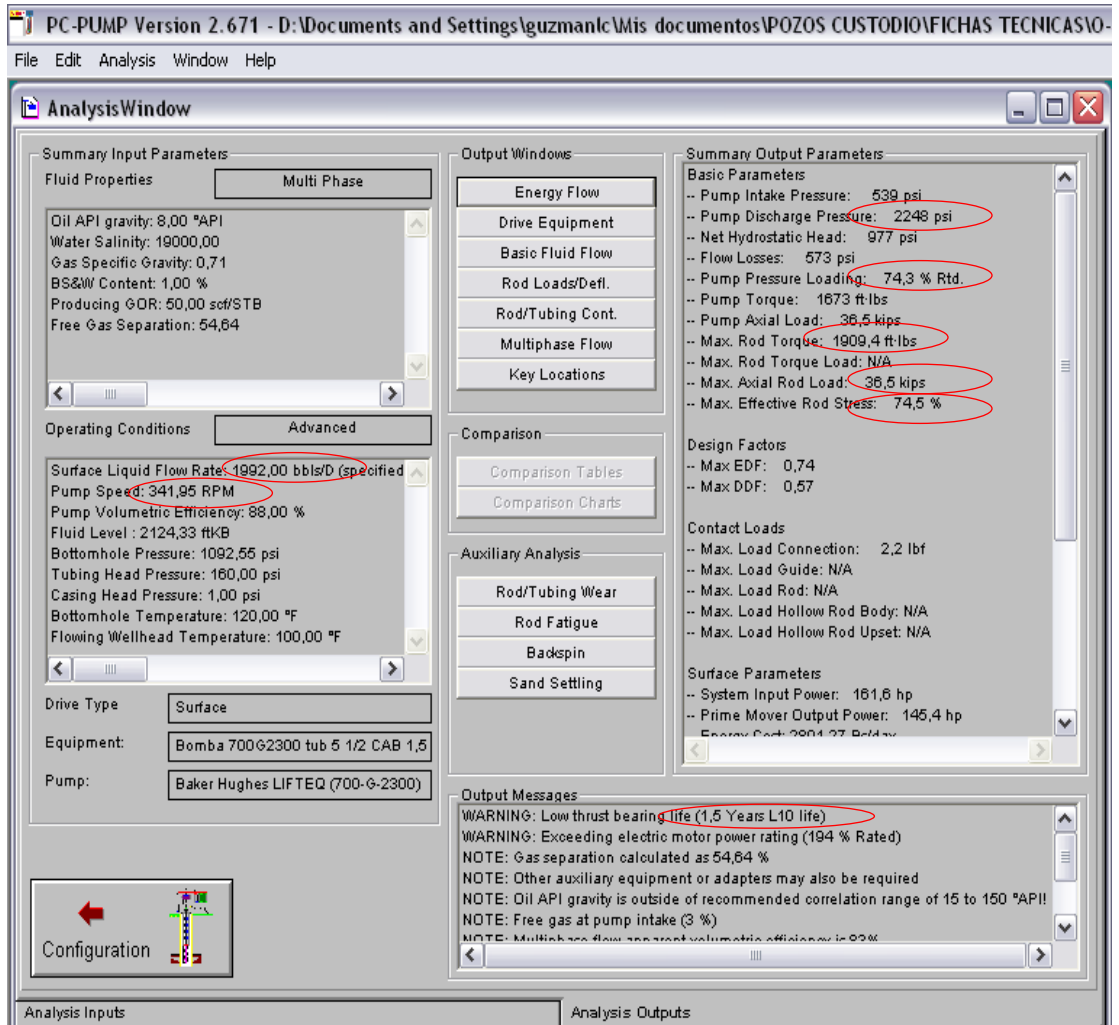 PC-PUMP Version 2.671 - D:\Documents and Settings\guzmanlc\Mis documentos\POZOS CUSTODIO\FICHAS TECNICAS\O-
File Edit Analysis Window Help
AnalysisWindow
Summary Input Parameters
Fluid Properties
Multi Phase
Oil API gravity: 8,00 °API
Water Salinity: 19000,00
Gas Specific Gravity: 0,71
BS&W Content: 1,00 %
Producing GOR: 50,00 scf/STB
Free Gas Separation: 54,64
Operating Conditions
Advanced
Surface Liquid Flow Rate: 1992,00 bbls/D (specified
Pump Speed: 341,95 RPM
Pump Volumetric Efficiency: 88,00 %
Fluid Level : 2124,33 ftKB
Bottomhole Pressure: 1092,55 psi
Tubing Head Pressure: 160,00 psi
Casing Head Pressure: 1,00 psi
Bottomhole Temperature: 120,00 °F
Flowing Wellhead Temperature: 100,00 °F
Drive Type
Surface
Equipment:
Bomba 700G2300 tub 5 1/2 CAB 1,5
Pump:
Baker Hughes LIFTEQ (700-G-2300)
Configuration
Output Windows
Energy Flow
Drive Equipment
Basic Fluid Flow
Rod Loads/Defl.
Rod/Tubing Cont.
Multiphase Flow
Key Locations
Comparison
Comparison Tables
Comparison Charts
Auxiliary Analysis
Rod/Tubing Wear
Rod Fatigue
Backspin
Sand Settling
Summary Output Parameters
Basic Parameters
-- Pump Intake Pressure: 539 psi
-- Pump Discharge Pressure: 2248 psi
-- Net Hydrostatic Head: 977 psi
-- Flow Losses: 573 psi
-- Pump Pressure Loading: 74,3 % Rtd.
-- Pump Torque: 1673 ft·lbs
-- Pump Axial Load: 36,5 kips
-- Max. Rod Torque: 1909,4 ft·lbs
-- Max. Rod Torque Load: N/A
-- Max. Axial Rod Load: 36,5 kips
-- Max. Effective Rod Stress: 74,5 %
Design Factors
-- Max EDF: 0,74
-- Max DDF: 0,57
Contact Loads
-- Max. Load Connection: 2,2 lbf
-- Max. Load Guide: N/A
-- Max. Load Rod: N/A
-- Max. Load Hollow Rod Body: N/A
-- Max. Load Hollow Rod Upset: N/A
Surface Parameters
-- System Input Power: 161,6 hp
-- Prime Mover Output Power: 145,4 hp
-- Energy Cost: 2801,27 Bs/day
Output Messages
WARNING: Low thrust bearing life (1,5 Years L10 life)
WARNING: Exceeding electric motor power rating (194 % Rated)
NOTE: Gas separation calculated as 54,64 %
NOTE: Other auxiliary equipment or adapters may also be required
NOTE: Oil API gravity is outside of recommended correlation range of 15 to 150 °API!
NOTE: Free gas at pump intake (3 %)
NOTE: Multiphase flow apparent volumetric efficiency is 83%
Analysis Inputs
Analysis Outputs